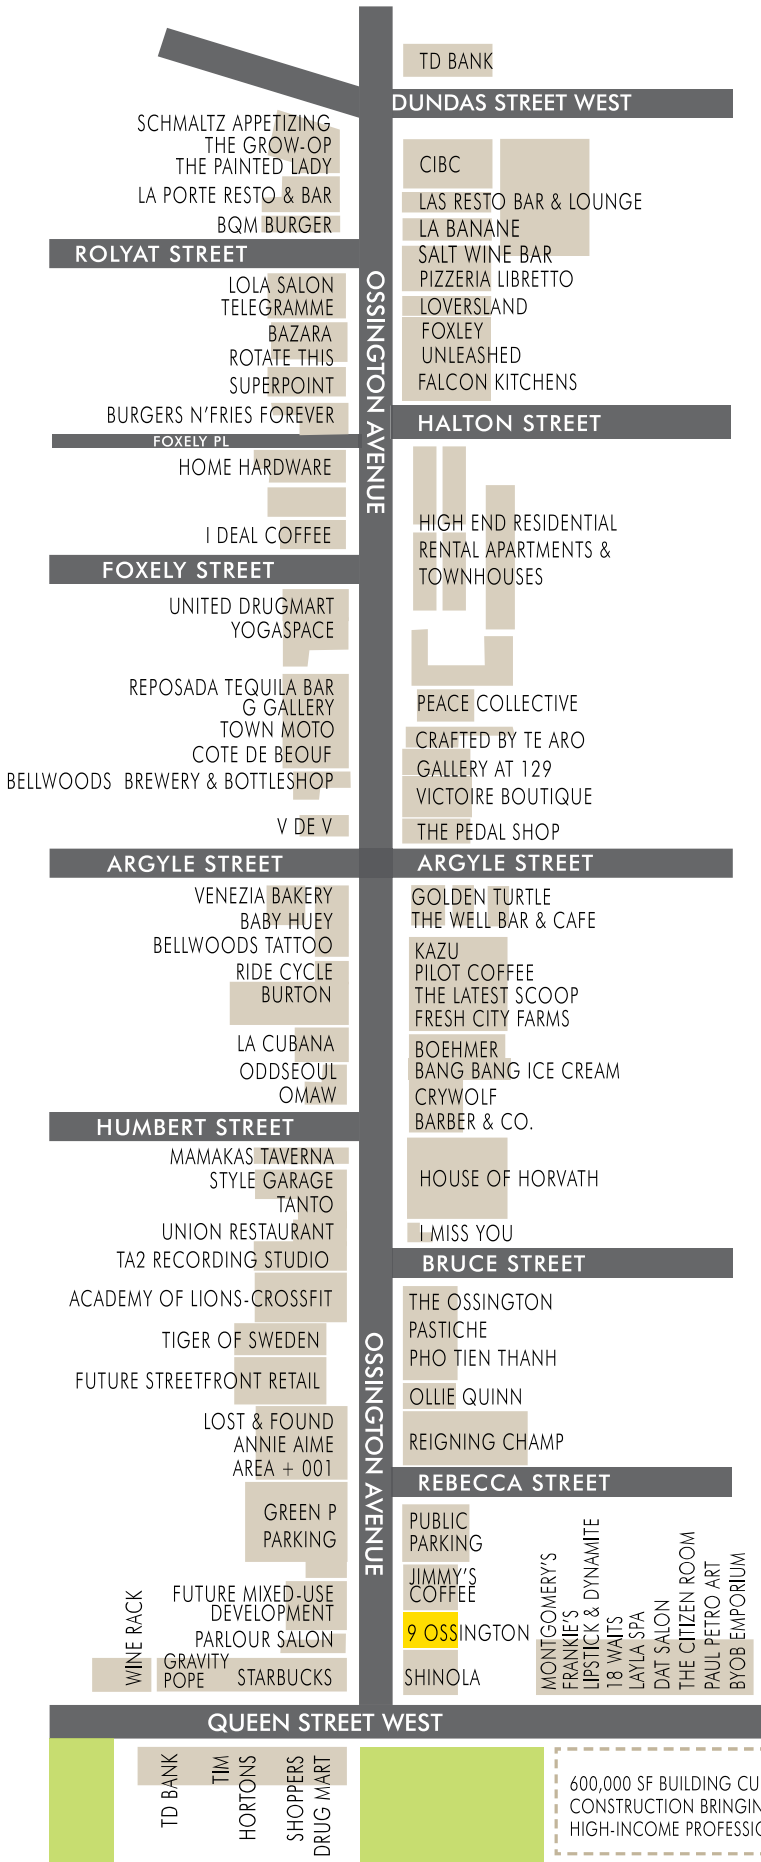 TD BANK
DUNDAS STREET WEST
SCHMALTZ APPETIZING
THE GROW-OP
THE PAINTED LADY
LA PORTE RESTO & BAR
BQM BURGER
CIBC
LAS RESTO BAR & LOUNGE
LA BANANE
SALT WINE BAR
PIZZERIA LIBRETTO
LOVERSLAND
FOXLEY
UNLEASHED
FALCON KITCHENS
ROLYAT STREET
OSSINGTON AVENUE
LOLA SALON
TELEGRAMME
BAZARA
ROTATE THIS
SUPERPOINT
BURGERS N'FRIES FOREVER
HALTON STREET
FOXELY PL
HOME HARDWARE
I DEAL COFFEE
HIGH END RESIDENTIAL
RENTAL APARTMENTS &
TOWNHOUSES
FOXELY STREET
UNITED DRUGMART
YOGASPACE
REPOSADA TEQUILA BAR
G GALLERY
TOWN MOTO
COTE DE BEOUF
BELLWOODS BREWERY & BOTTLESHOP
V DE V
PEACE COLLECTIVE
CRAFTED BY TE ARO
GALLERY AT 129
VICTOIRE BOUTIQUE
THE PEDAL SHOP
ARGYLE STREET
ARGYLE STREET
VENEZIA BAKERY
BABY HUEY
BELLWOODS TATTOO
RIDE CYCLE
BURTON
LA CUBANA
ODDSEOUL
OMAW
GOLDEN TURTLE
THE WELL BAR & CAFE
KAZU
PILOT COFFEE
THE LATEST SCOOP
FRESH CITY FARMS
BOEHMER
BANG BANG ICE CREAM
CRYWOLF
BARBER & CO.
HOUSE OF HORVATH
I MISS YOU
HUMBERT STREET
MAMAKAS TAVERNA
STYLE GARAGE
TANTO
UNION RESTAURANT
TA2 RECORDING STUDIO
ACADEMY OF LIONS-CROSSFIT
TIGER OF SWEDEN
FUTURE STREETFRONT RETAIL
LOST & FOUND
ANNIE AIME
AREA + 001
GREEN P
PARKING
FUTURE MIXED-USE
DEVELOPMENT
PARLOUR SALON
WINE RACK
GRAVITY
POPE
STARBUCKS
BRUCE STREET
OSSINGTON AVENUE
THE OSSINGTON
PASTICHE
PHO TIEN THANH
OLLIE QUINN
REIGNING CHAMP
REBECCA STREET
PUBLIC
PARKING
JIMMY'S
COFFEE
9 OSSINGTON
SHINOLA
MONTGOMERY'S
FRANKIE'S
LIPSTICK & DYNAMITE
18 WAITS
LAYLA SPA
DAT SALON
THE CITIZEN ROOM
PAUL PETRO ART
BYOB EMPORIUM
QUEEN STREET WEST
TD BANK
TIM
HORTONS
SHOPPERS
DRUG MART
600,000 SF BUILDING CU
CONSTRUCTION BRINGIN
HIGH-INCOME PROFESSIO